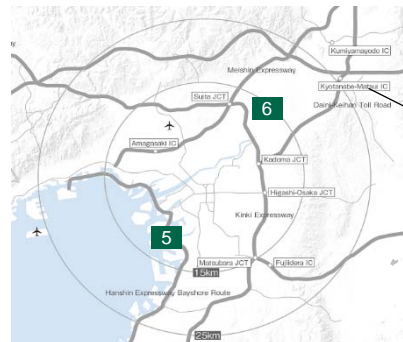 Kumiyamayodo IC
Meishin Expressway
Kyotanabe-Matsui IC
Suita JCT
Daini-Keihan Toll Road
6
Amagasaki IC
Kadoma JCT
Higashi-Osaka JCT
Kinki Expressway
5
Matsubara JCT
Fujiidera IC
15km
Hanshin Expressway Bayshore Route
25km